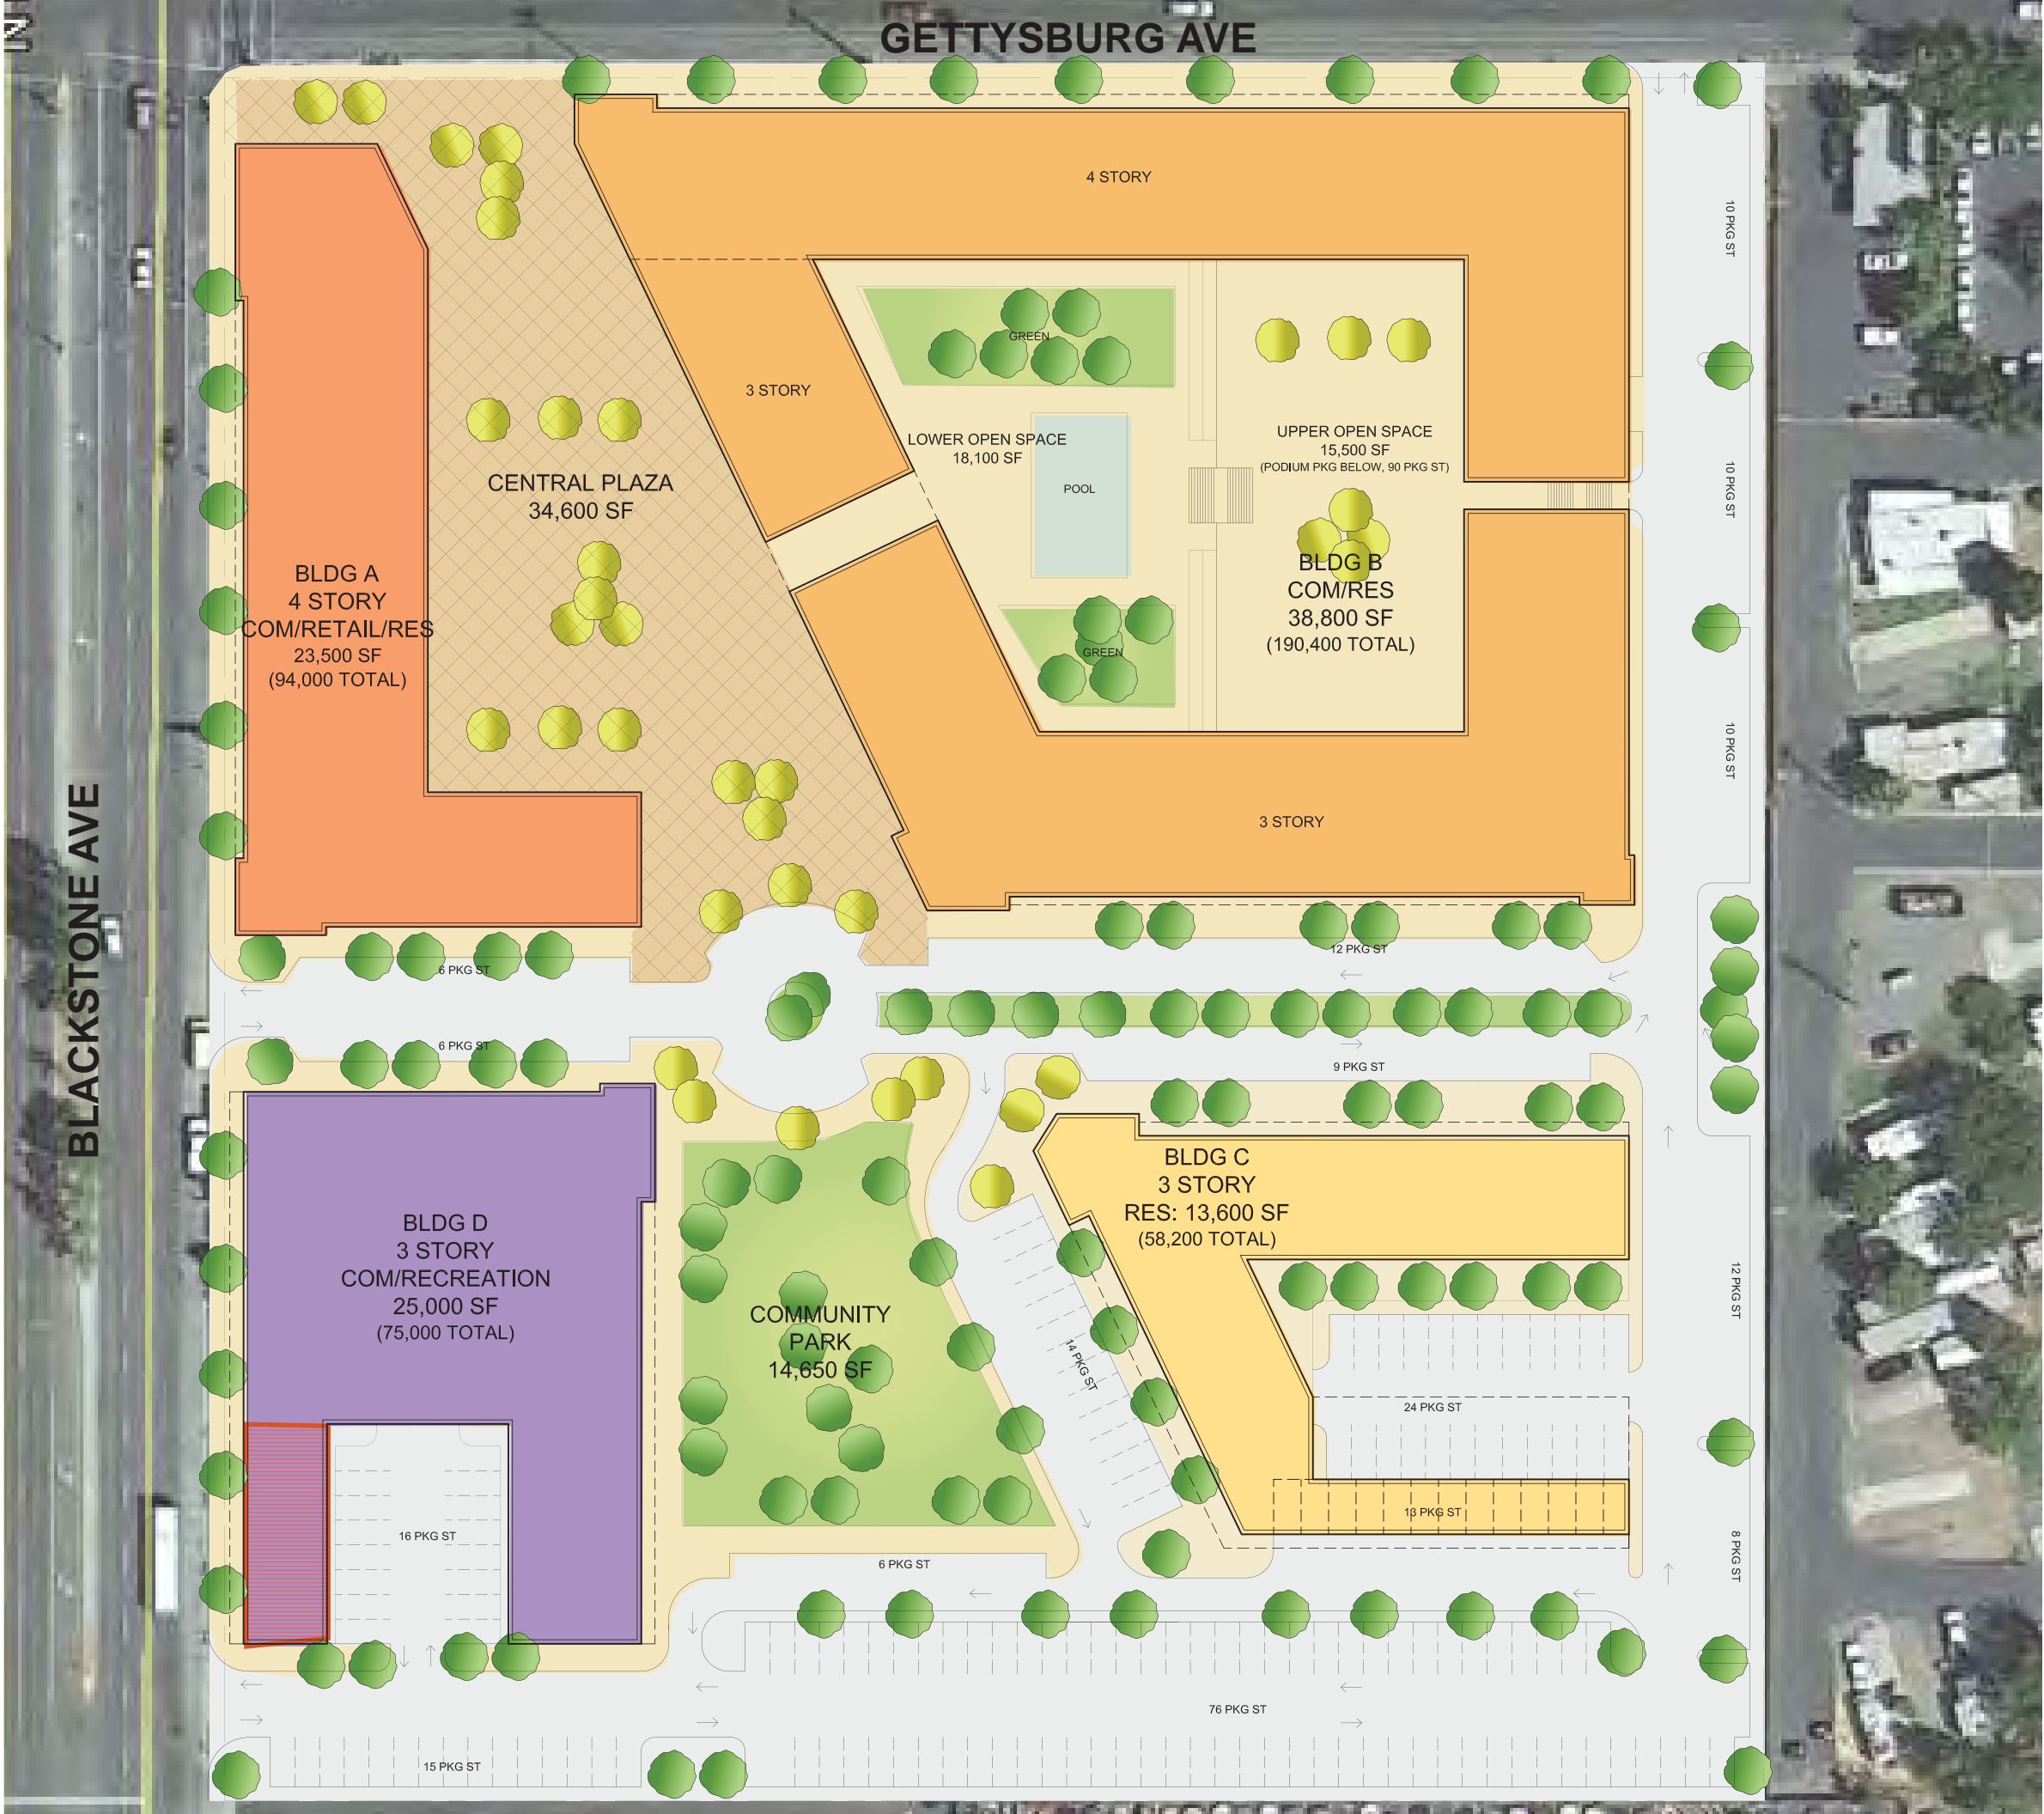 GETTYSBURG AVE
N
4 STORY
10 PKG ST
GREEN
3 STORY
LOWER OPEN SPACE
18,100 SF
UPPER OPEN SPACE
15,500 SF
(PODIUM PKG BELOW, 90 PKG ST)
POOL
10 PKG ST
CENTRAL PLAZA
34,600 SF
BLDG A
4 STORY
COM/RETAIL/RES
23,500 SF
(94,000 TOTAL)
BLDG B
COM/RES
38,800 SF
(190,400 TOTAL)
GREEN
10 PKG ST
3 STORY
BLACKSTONE AVE
6 PKG ST
12 PKG ST
6 PKG ST
9 PKG ST
BLDG C
3 STORY
RES: 13,600 SF
(58,200 TOTAL)
BLDG D
3 STORY
COM/RECREATION
25,000 SF
(75,000 TOTAL)
COMMUNITY
PARK
14,650 SF
14 PKG ST
12 PKG ST
24 PKG ST
13 PKG ST
16 PKG ST
6 PKG ST
8 PKG ST
76 PKG ST
15 PKG ST